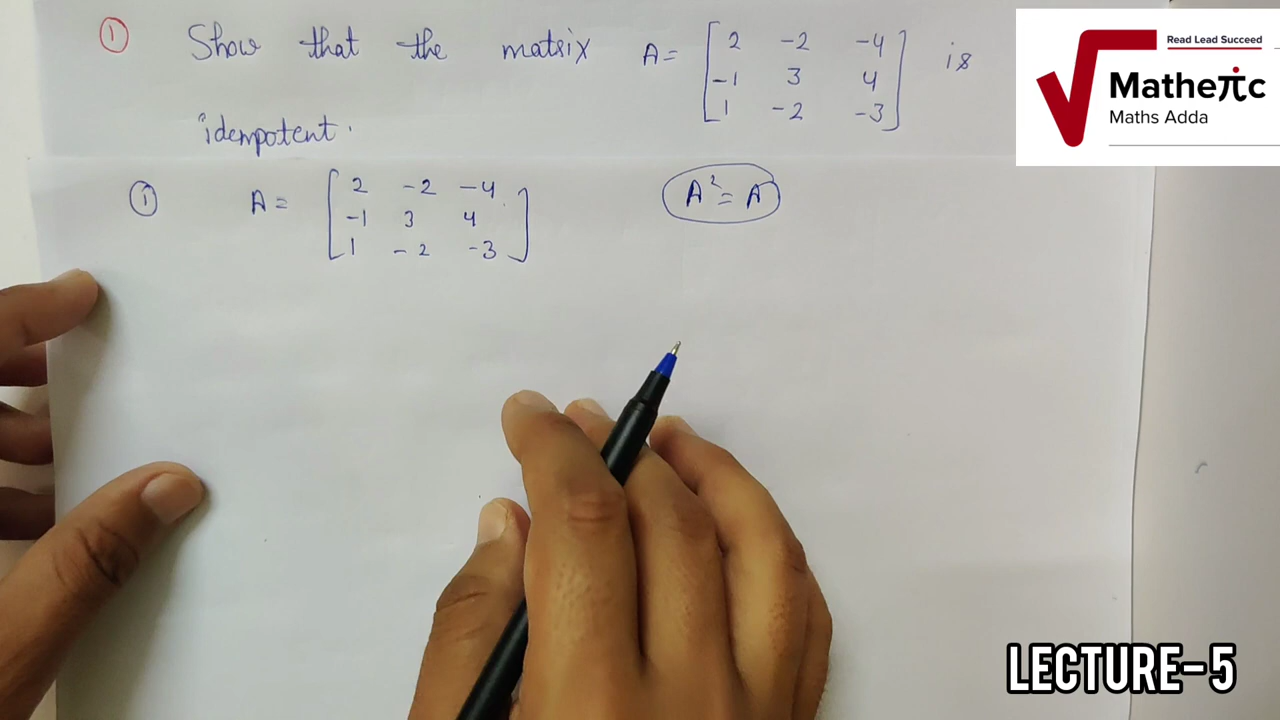 ① Show that the matrix A = [ 2 -2 -4 ] is
-1 3 4
1 -2 -3
idempotent.
① A = [ 2 -2 -4 ] A² = A
-1 3 4
1 -2 -3
Read Lead Succeed
Matheπc
Maths Adda
LECTURE-5